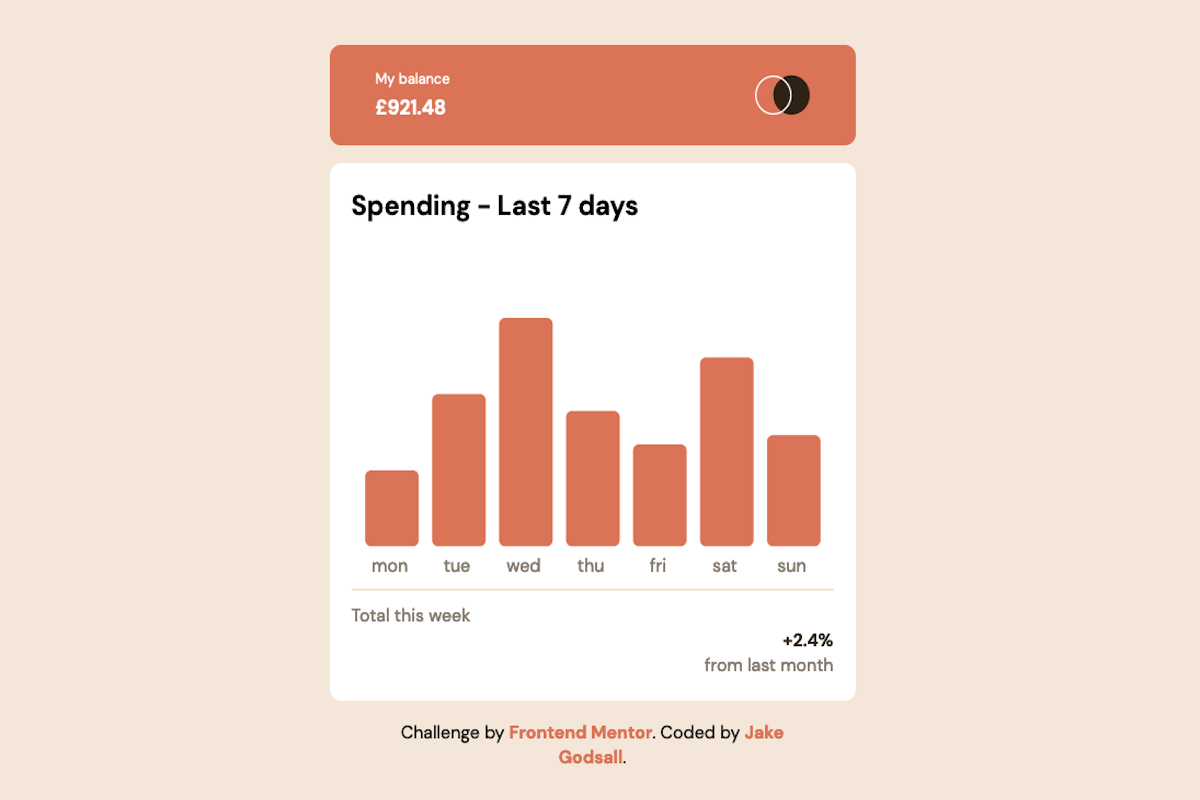 My balance
£921.48
Spending - Last 7 days
mon tue wed thu fri sat sun
Total this week
+2.4%
from last month
Challenge by Frontend Mentor. Coded by Jake
Godsall.